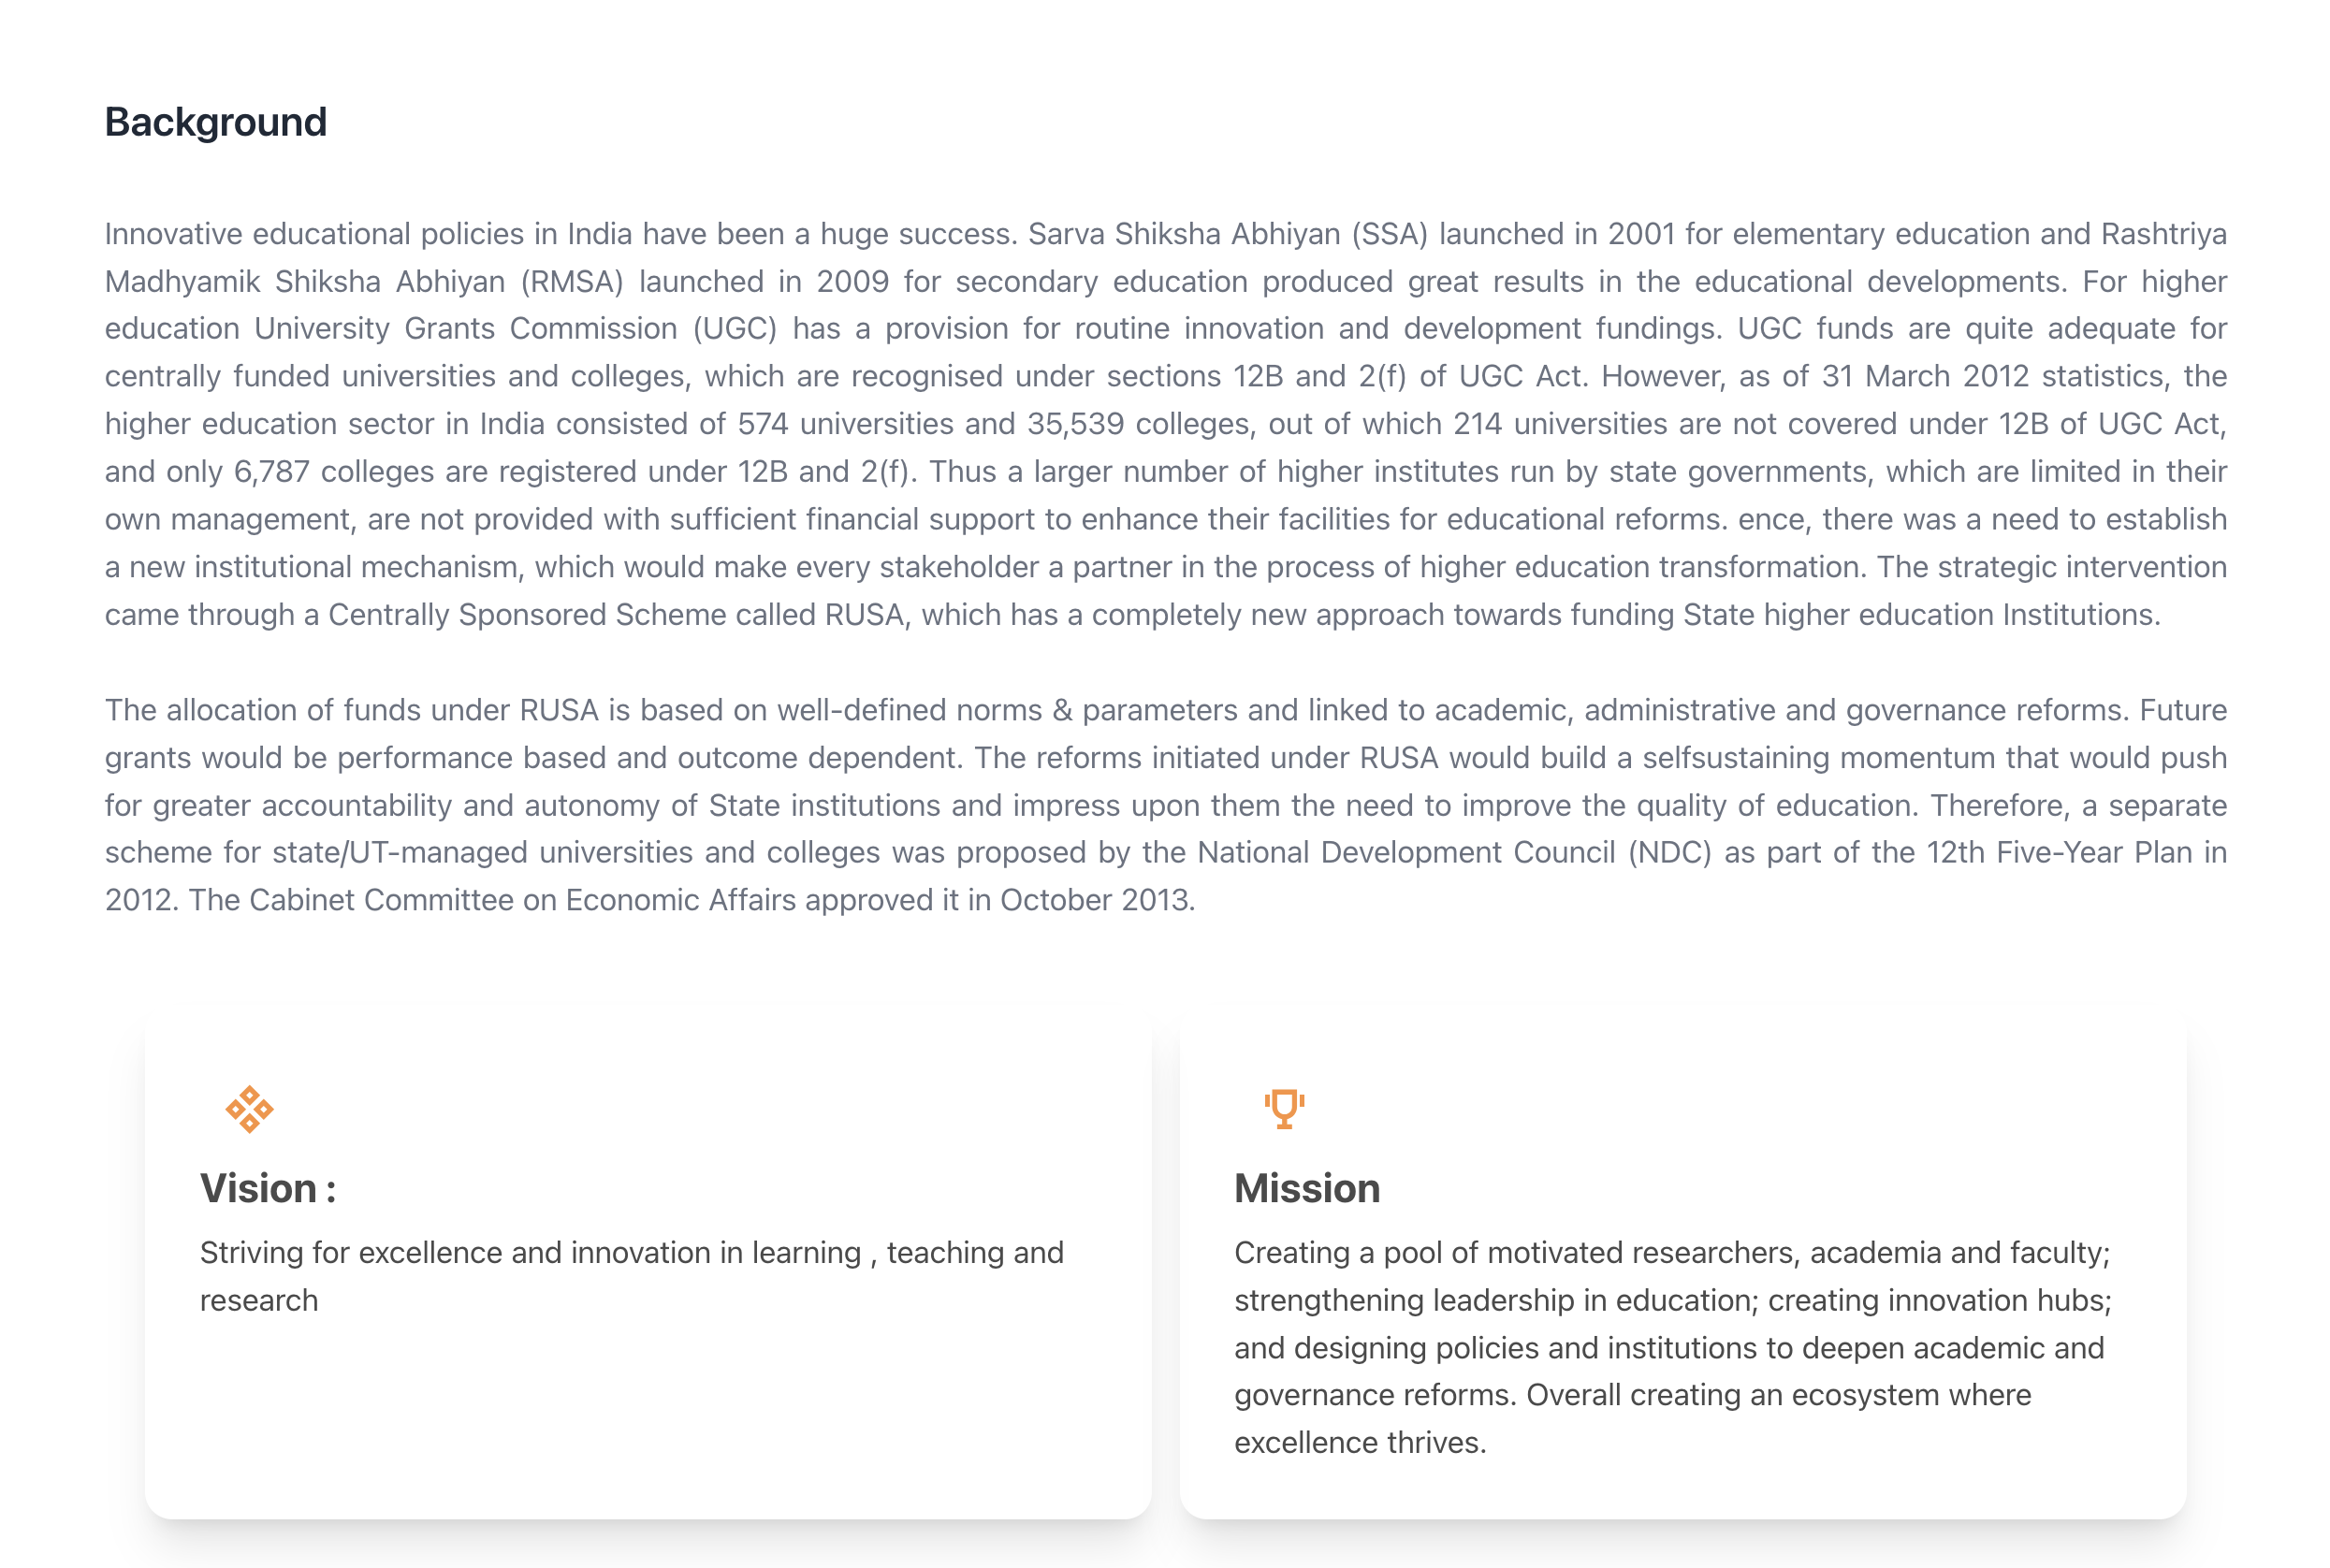 Background
Innovative educational policies in India have been a huge success. Sarva Shiksha Abhiyan (SSA) launched in 2001 for elementary education and Rashtriya
Madhyamik Shiksha Abhiyan (RMSA) launched in 2009 for secondary education produced great results in the educational developments. For higher
education University Grants Commission (UGC) has a provision for routine innovation and development fundings. UGC funds are quite adequate for
centrally funded universities and colleges, which are recognised under sections 12B and 2(f) of UGC Act. However, as of 31 March 2012 statistics, the
higher education sector in India consisted of 574 universities and 35,539 colleges, out of which 214 universities are not covered under 12B of UGC Act,
and only 6,787 colleges are registered under 12B and 2(f). Thus a larger number of higher institutes run by state governments, which are limited in their
own management, are not provided with sufficient financial support to enhance their facilities for educational reforms. ence, there was a need to establish
a new institutional mechanism, which would make every stakeholder a partner in the process of higher education transformation. The strategic intervention
came through a Centrally Sponsored Scheme called RUSA, which has a completely new approach towards funding State higher education Institutions.
The allocation of funds under RUSA is based on well-defined norms & parameters and linked to academic, administrative and governance reforms. Future
grants would be performance based and outcome dependent. The reforms initiated under RUSA would build a selfsustaining momentum that would push
for greater accountability and autonomy of State institutions and impress upon them the need to improve the quality of education. Therefore, a separate
scheme for state/UT-managed universities and colleges was proposed by the National Development Council (NDC) as part of the 12th Five-Year Plan in
2012. The Cabinet Committee on Economic Affairs approved it in October 2013.
Vision :
Striving for excellence and innovation in learning , teaching and
research
Mission
Creating a pool of motivated researchers, academia and faculty;
strengthening leadership in education; creating innovation hubs;
and designing policies and institutions to deepen academic and
governance reforms. Overall creating an ecosystem where
excellence thrives.